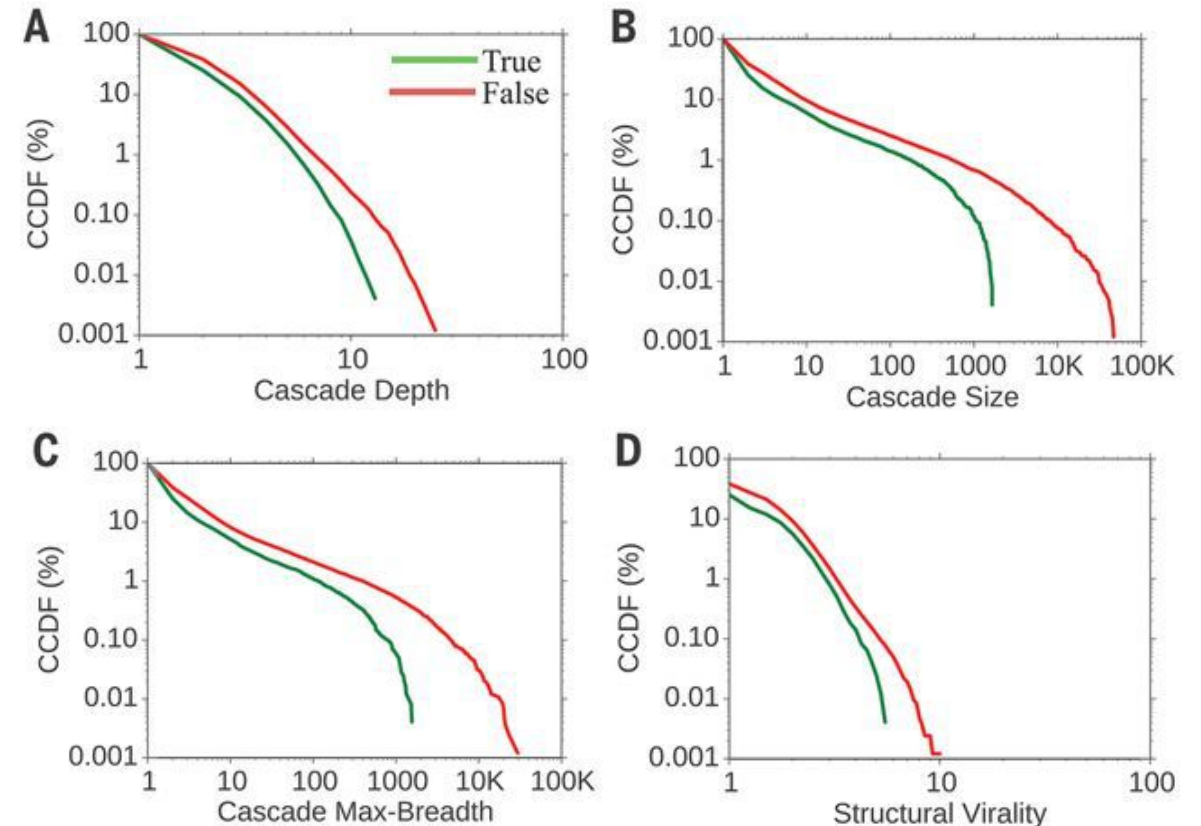 A
CCDF (%)
100
10
1
0.10
0.01
0.001
True
False
1 10 100
Cascade Depth
B
CCDF (%)
100
10
1
0.10
0.01
0.001
1 10 100 1000 10K 100K
Cascade Size
C
CCDF (%)
100
10
1
0.10
0.01
0.001
1 10 100 1000 10K 100K
Cascade Max-Breadth
D
CCDF (%)
100
10
1
0.10
0.01
0.001
1 10 100
Structural Virality